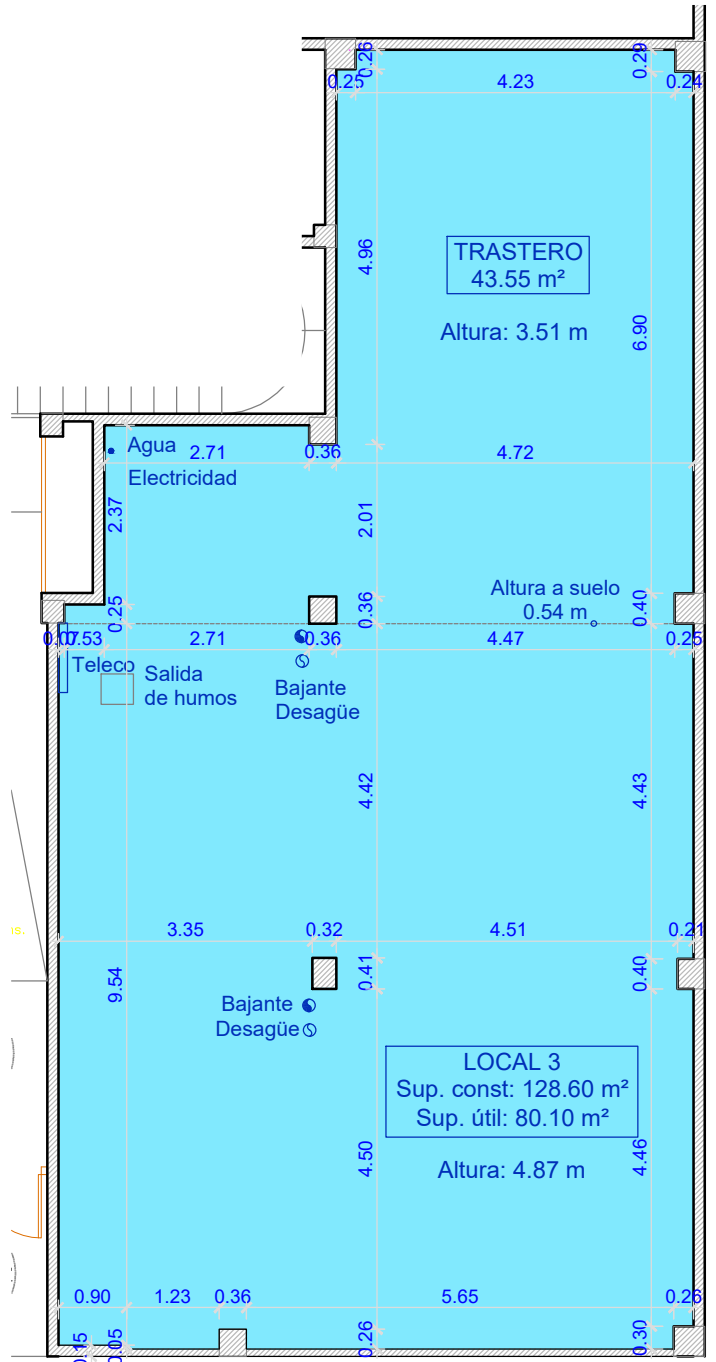 0.26
0.29
0.25
4.23
0.24
4.96
TRASTERO
43.55 m²
Altura: 3.51 m
6.90
Agua
2.71
0.36
4.72
Electricidad
2.37
2.01
Altura a suelo
0.54 m
0.25
0.36
0.40
0.07
0.53
2.71
0.36
4.47
0.25
Teleco
Salida
de humos
Bajante
Desagüe
4.42
4.43
3.35
0.32
4.51
0.21
9.54
0.41
0.40
Bajante
Desagüe
LOCAL 3
Sup. const: 128.60 m²
Sup. útil: 80.10 m²
4.50
4.46
Altura: 4.87 m
0.90
1.23
0.36
5.65
0.26
0.15
0.05
0.26
0.30